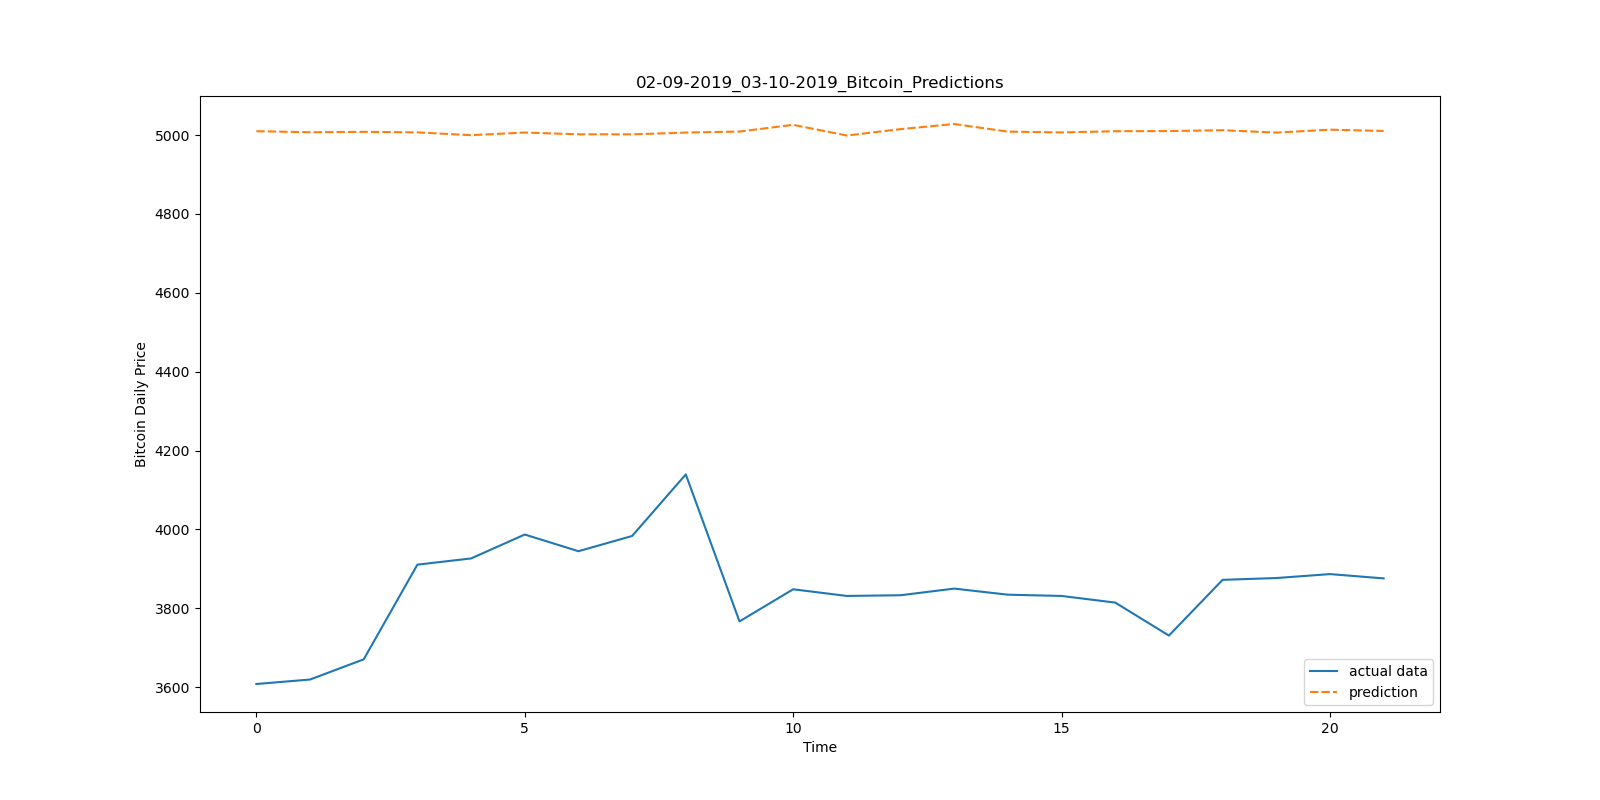 02-09-2019_03-10-2019_Bitcoin_Predictions
5000
4800
4600
4400
4200
4000
3800
3600
Bitcoin Daily Price
0 5 10 15 20
Time
actual data
prediction